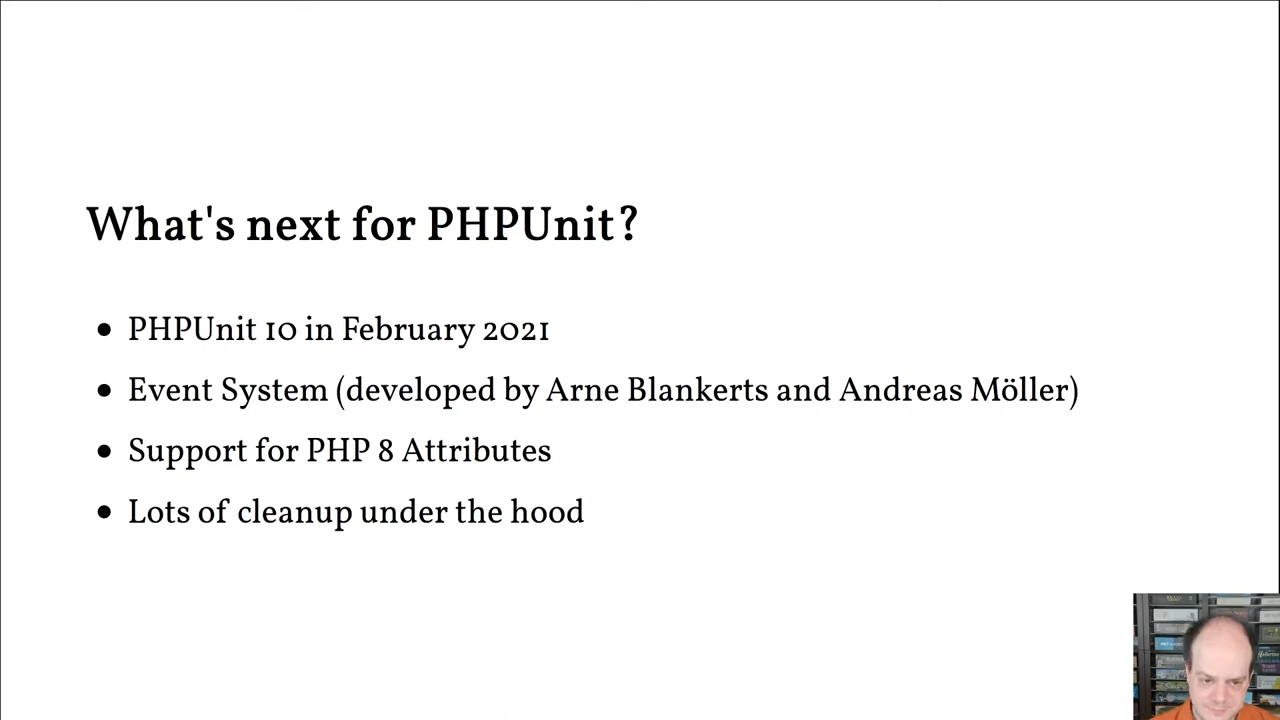 What's next for PHPUnit?
• PHPUnit 10 in February 2021
• Event System (developed by Arne Blankerts and Andreas Möller)
• Support for PHP 8 Attributes
• Lots of cleanup under the hood